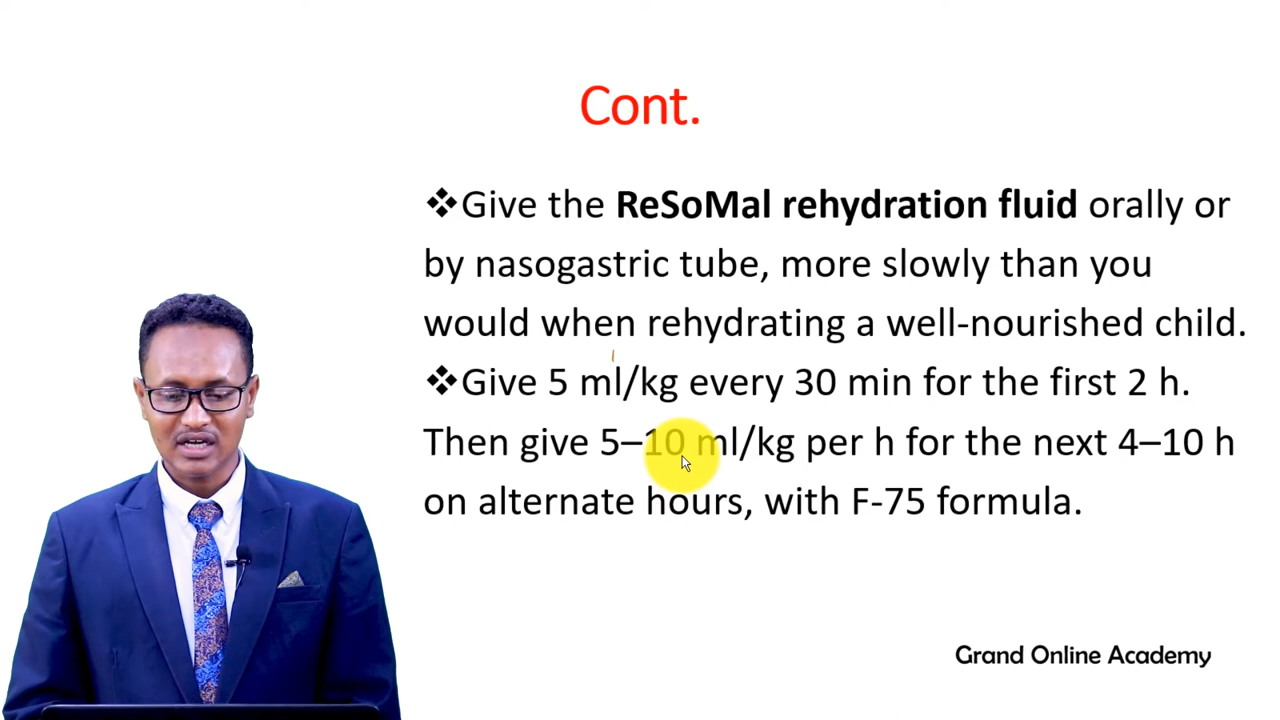 Cont.
❖Give the ReSoMal rehydration fluid orally or
by nasogastric tube, more slowly than you
would when rehydrating a well-nourished child.
❖Give 5 ml/kg every 30 min for the first 2 h.
Then give 5–10 ml/kg per h for the next 4–10 h
on alternate hours, with F-75 formula.
Grand Online Academy